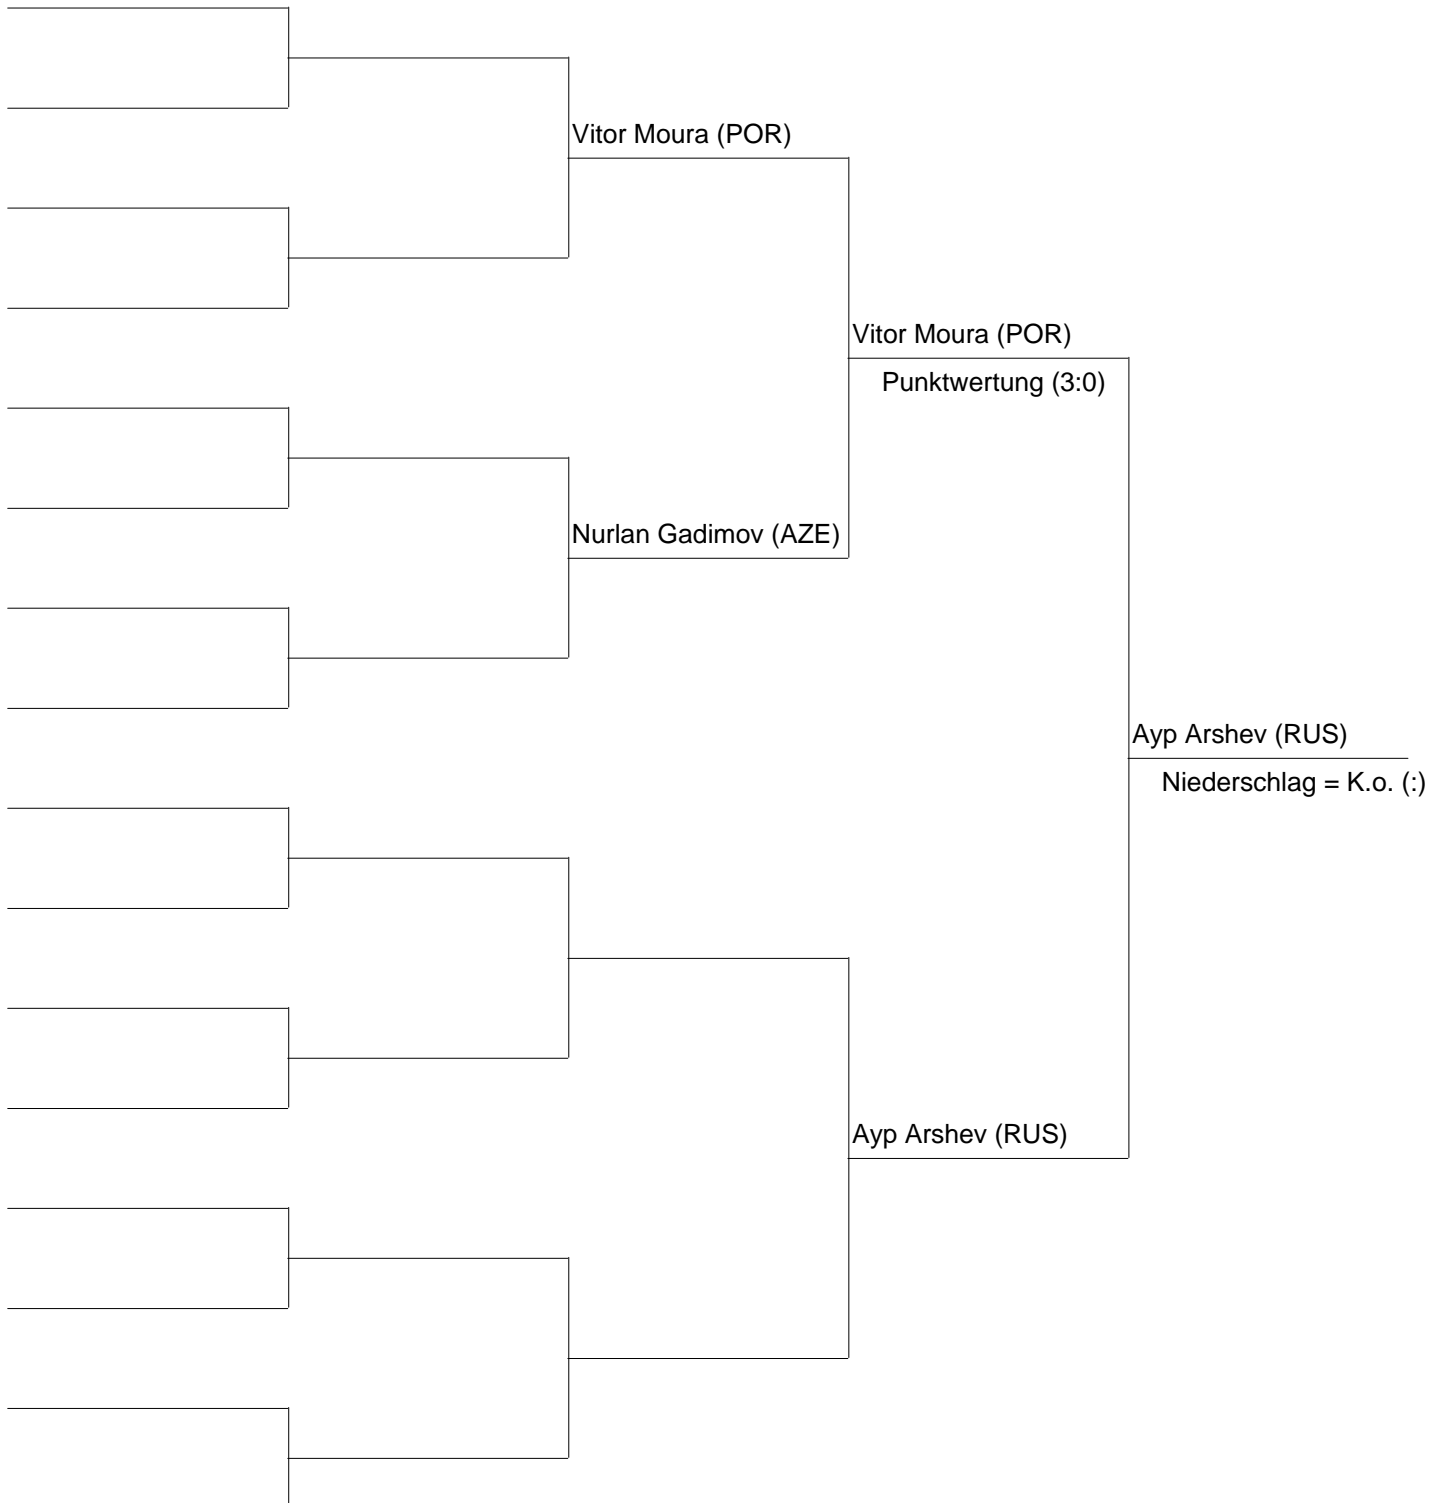 Vitor Moura (POR)
Vitor Moura (POR)
Punktwertung (3:0)
Nurlan Gadimov (AZE)
Ayp Arshev (RUS)
Niederschlag = K.o. (:)
Ayp Arshev (RUS)